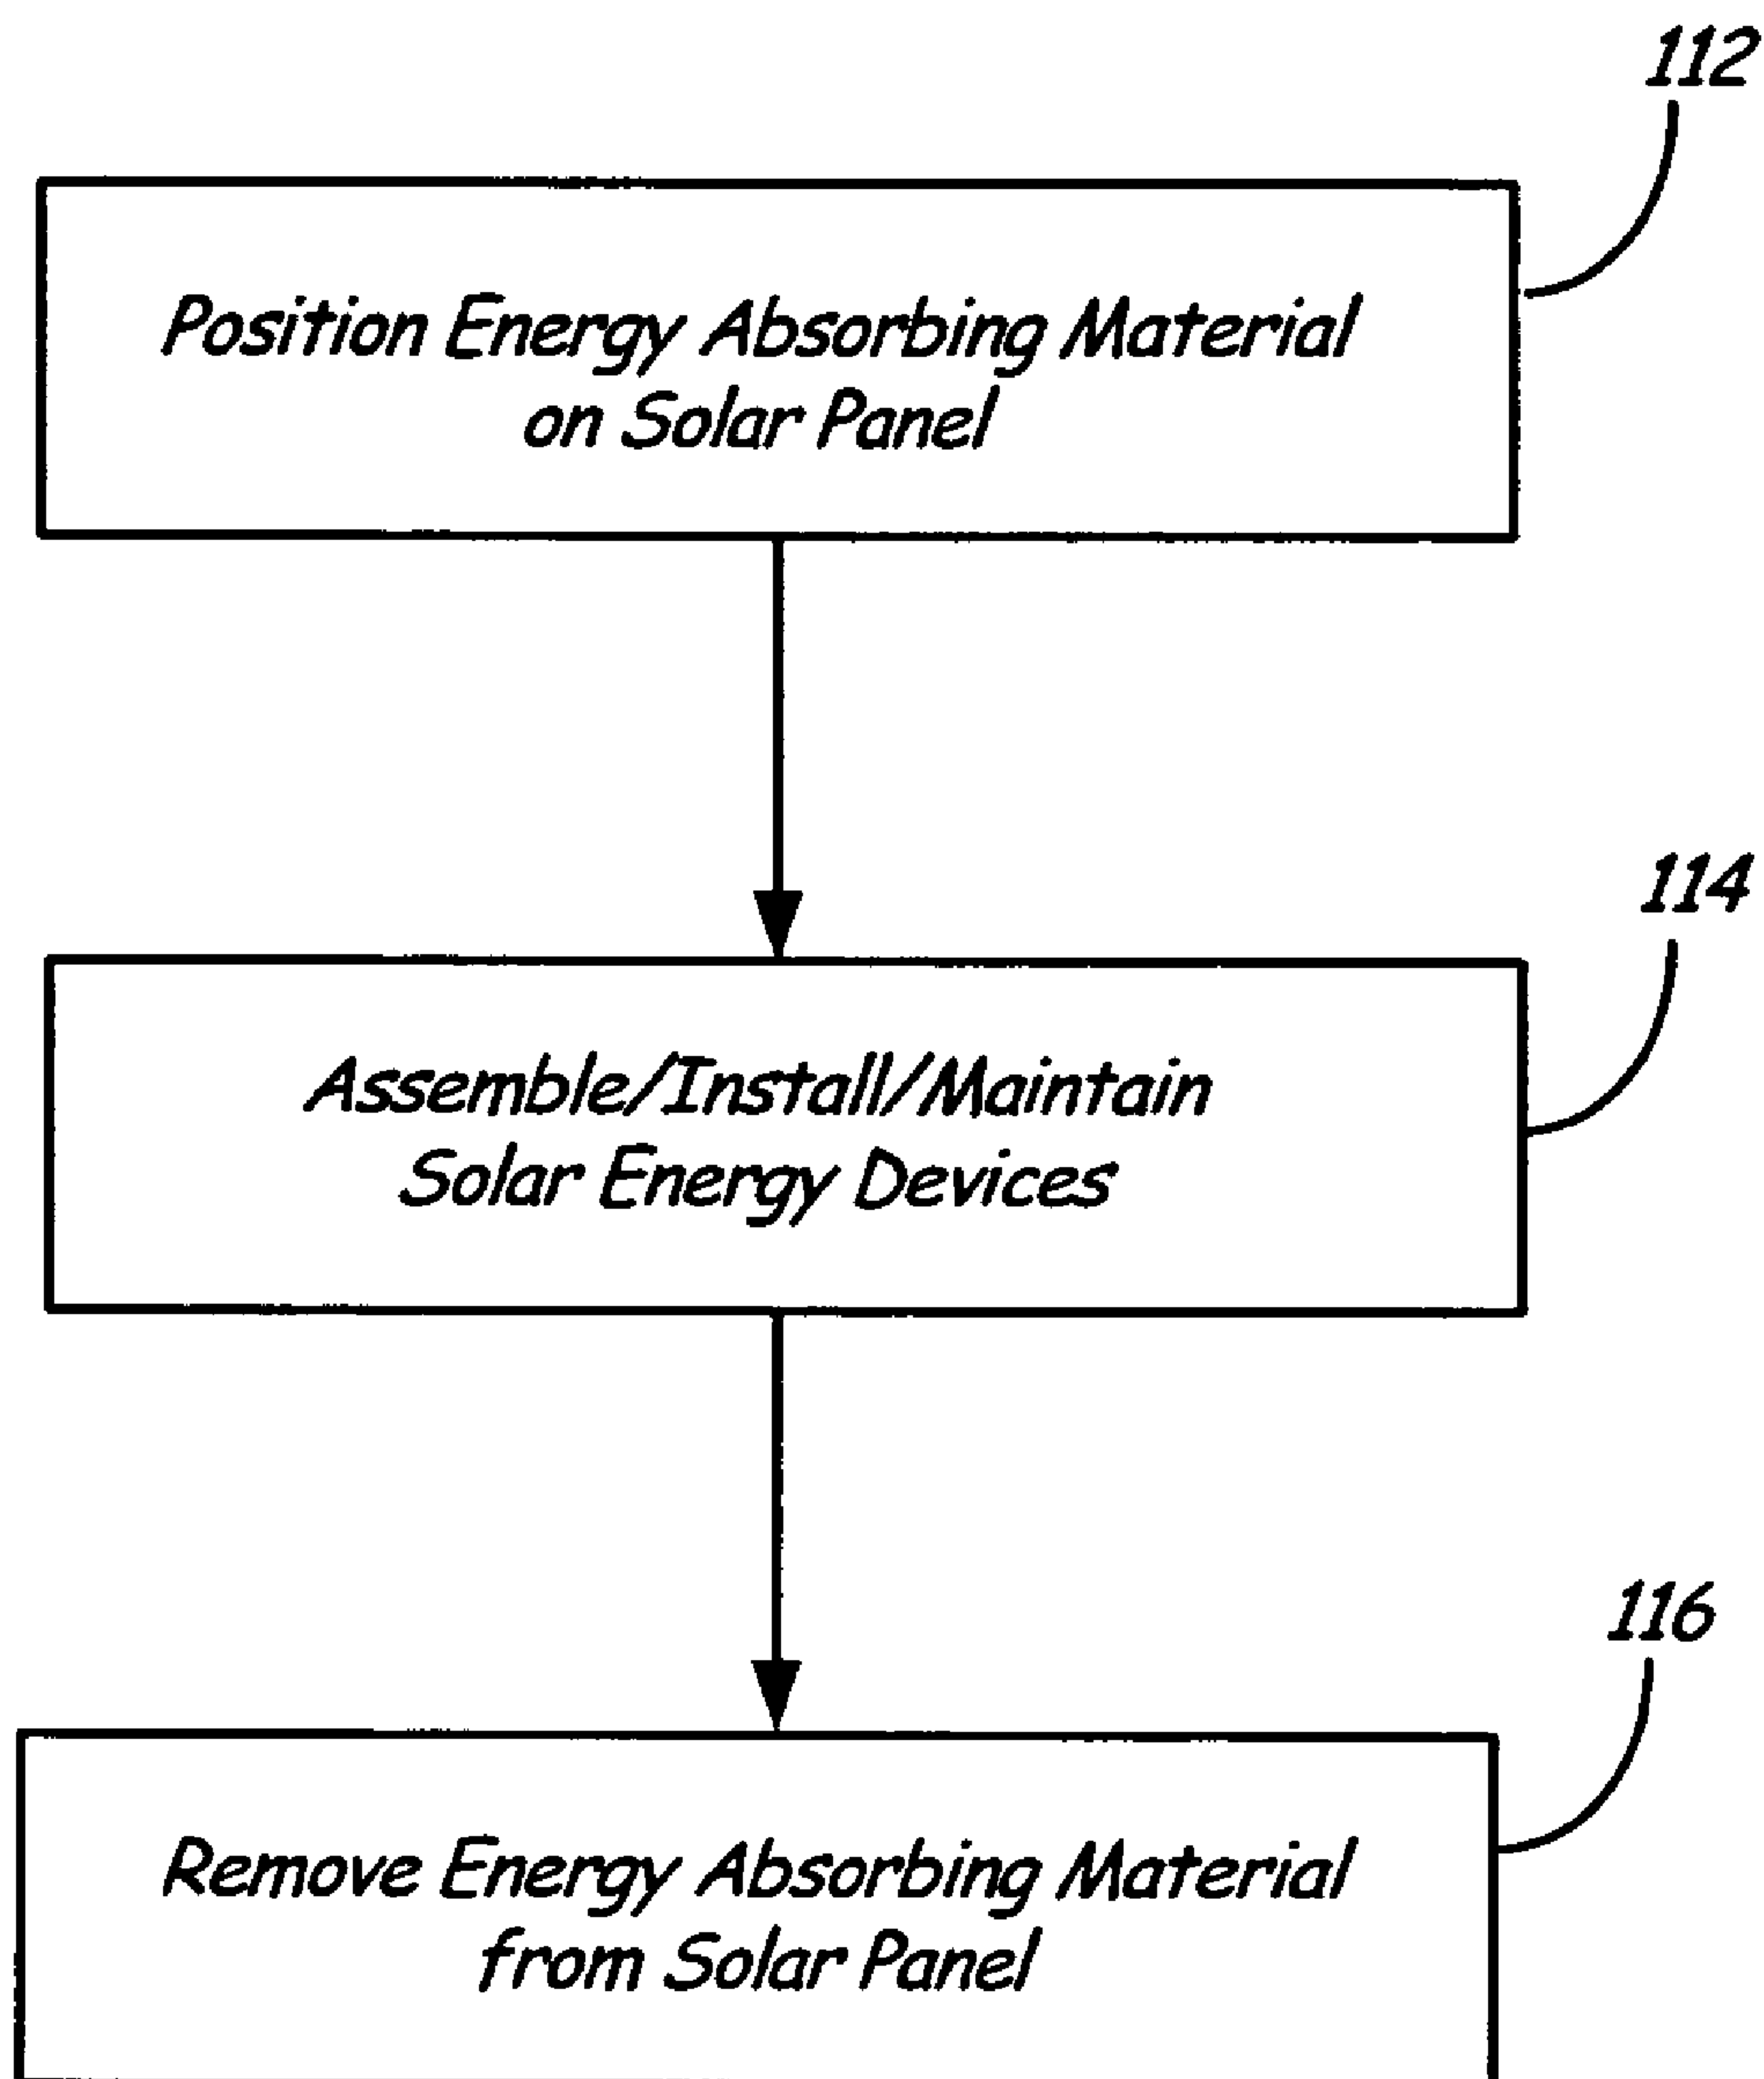 112
Position Energy Absorbing Material
on Solar Panel
114
Assemble/Install/Maintain
Solar Energy Devices
116
Remove Energy Absorbing Material
from Solar Panel